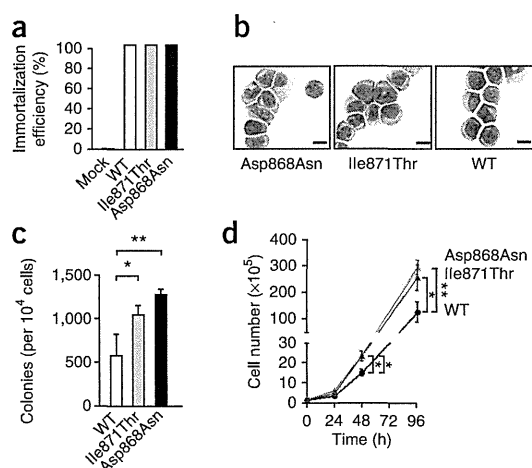 a
Immortalization
efficiency (%)
100
80
60
40
20
0
Mock
WT
Ile871Thr
Asp868Asn
b
Asp868Asn
Ile871Thr
WT
c
Colonies (per 10⁴ cells)
1,500
1,000
500
0
**
*
WT
Ile871Thr
Asp868Asn
d
Cell number (×10⁵)
400
300
200
100
20
10
0
0 24 48 72 96
Time (h)
Asp868Asn
Ile871Thr
WT
*
**
*
*